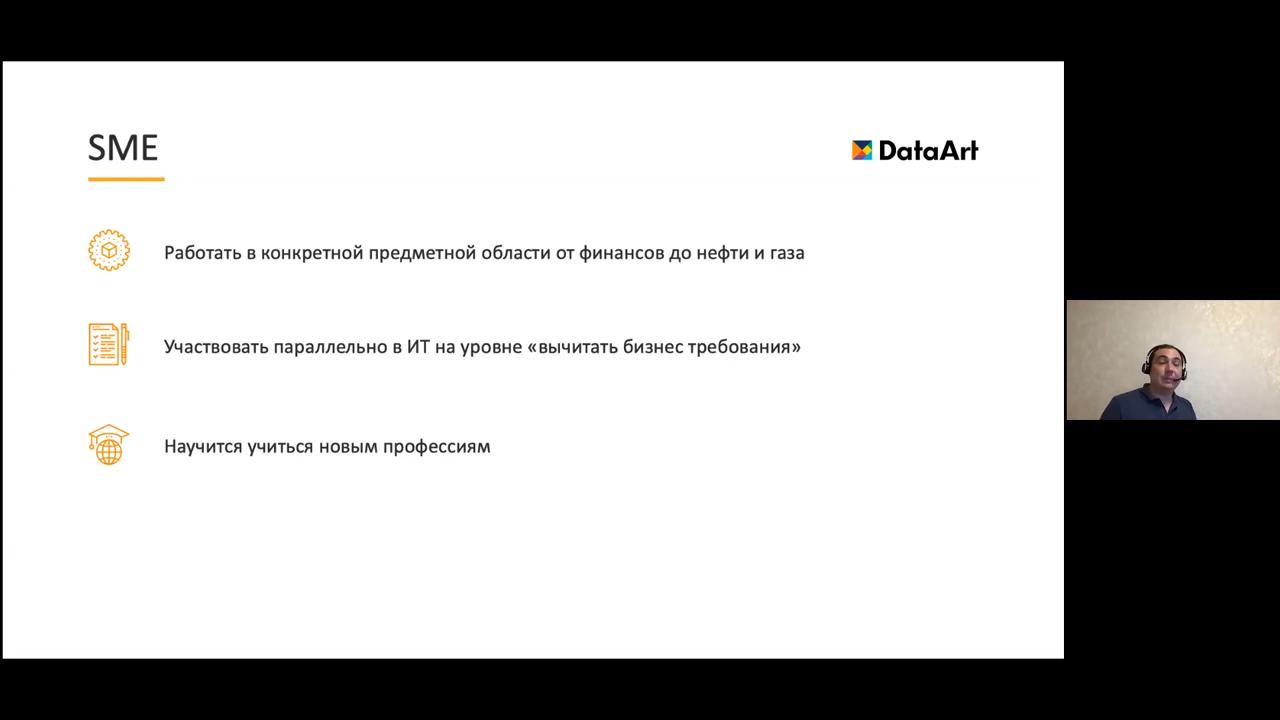 SME
DataArt
Работать в конкретной предметной области от финансов до нефти и газа
Участвовать параллельно в ИТ на уровне «вычитать бизнес требования»
Научится учиться новым профессиям